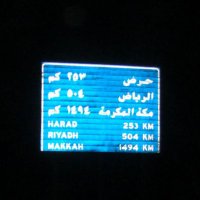 حرض ٢٥٣ كم
الرياض ٥٠٤ كم
مكة المكرمة ١٤٩٤ كم
HARAD 253 KM
RIYADH 504 KM
MAKKAH 1494 KM